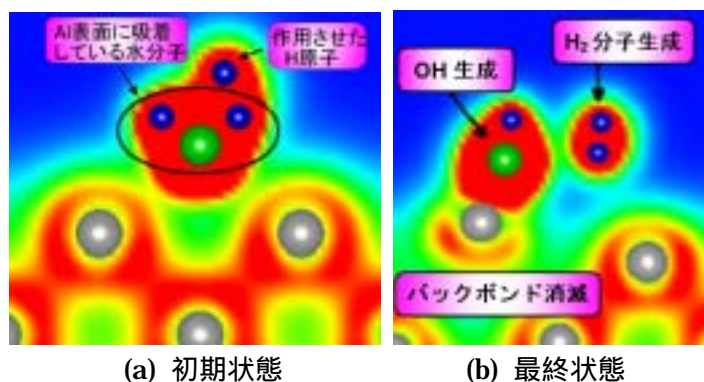 Al表面に吸着
している水分子
作用させた
H原子
(a) 初期状態
OH 生成
H₂ 分子生成
バックボンド消滅
(b) 最終状態